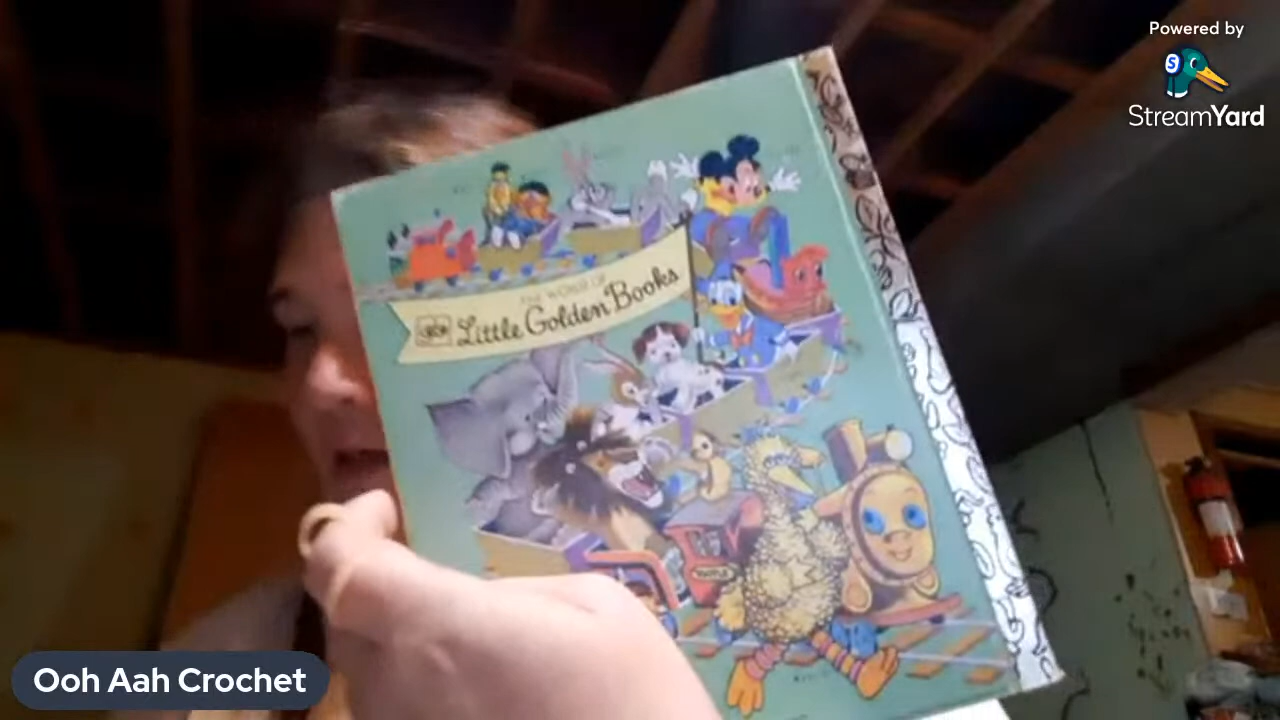 Powered by
StreamYard
THE WORLD OF
Little Golden Books
Ooh Aah Crochet